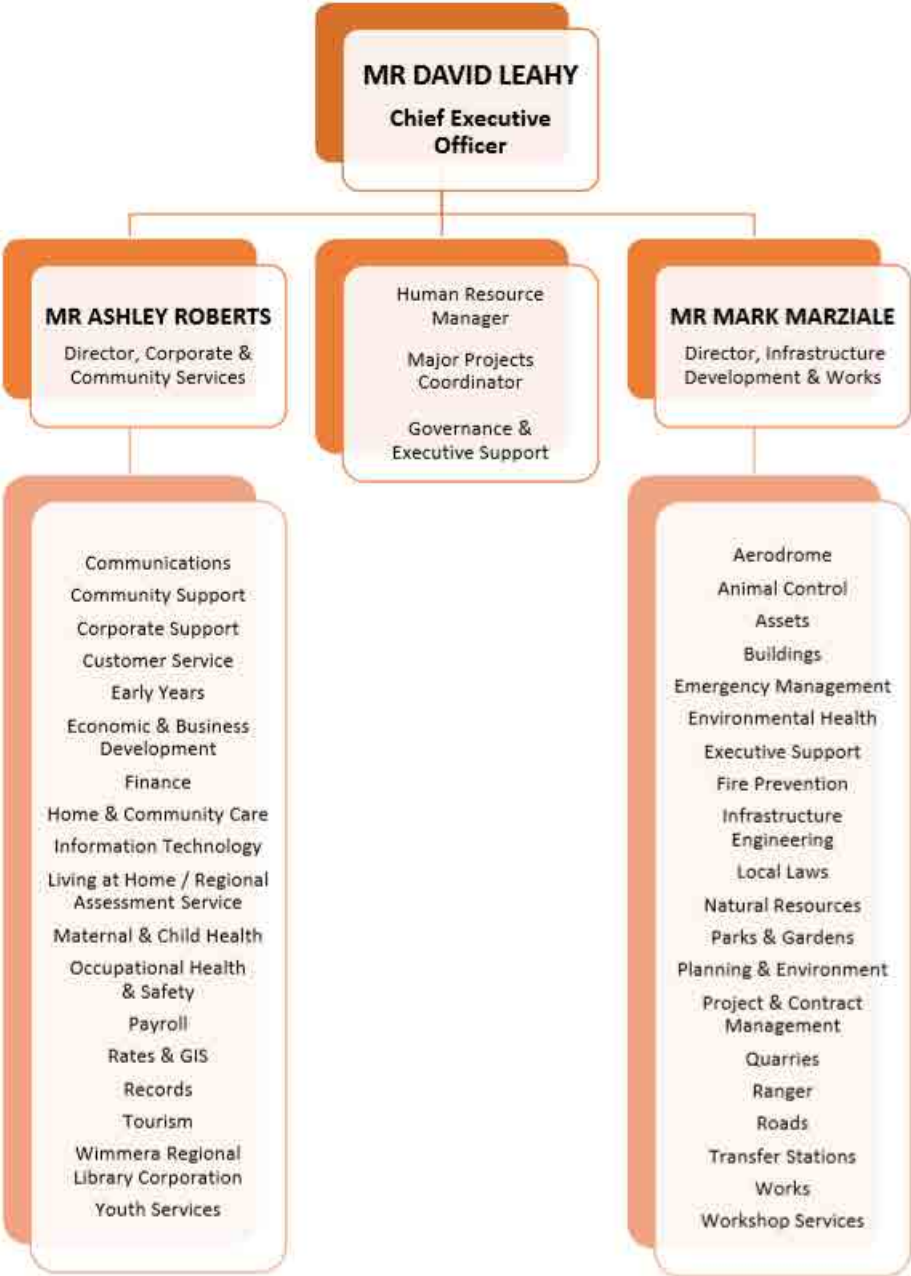 MR DAVID LEAHY
Chief Executive
Officer
MR ASHLEY ROBERTS
Director, Corporate &
Community Services
Human Resource
Manager
Major Projects
Coordinator
Governance &
Executive Support
MR MARK MARZIALE
Director, Infrastructure
Development & Works
Communications
Community Support
Corporate Support
Customer Service
Early Years
Economic & Business
Development
Finance
Home & Community Care
Information Technology
Living at Home / Regional
Assessment Service
Maternal & Child Health
Occupational Health
& Safety
Payroll
Rates & GIS
Records
Tourism
Wimmera Regional
Library Corporation
Youth Services
Aerodrome
Animal Control
Assets
Buildings
Emergency Management
Environmental Health
Executive Support
Fire Prevention
Infrastructure
Engineering
Local Laws
Natural Resources
Parks & Gardens
Planning & Environment
Project & Contract
Management
Quarries
Ranger
Roads
Transfer Stations
Works
Workshop Services